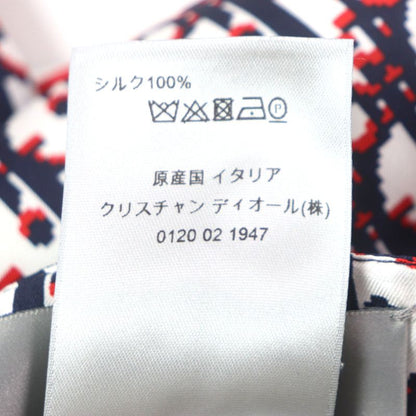 シルク100%
P
原産国 イタリア
クリスチャン ディオール(株)
0120 02 1947